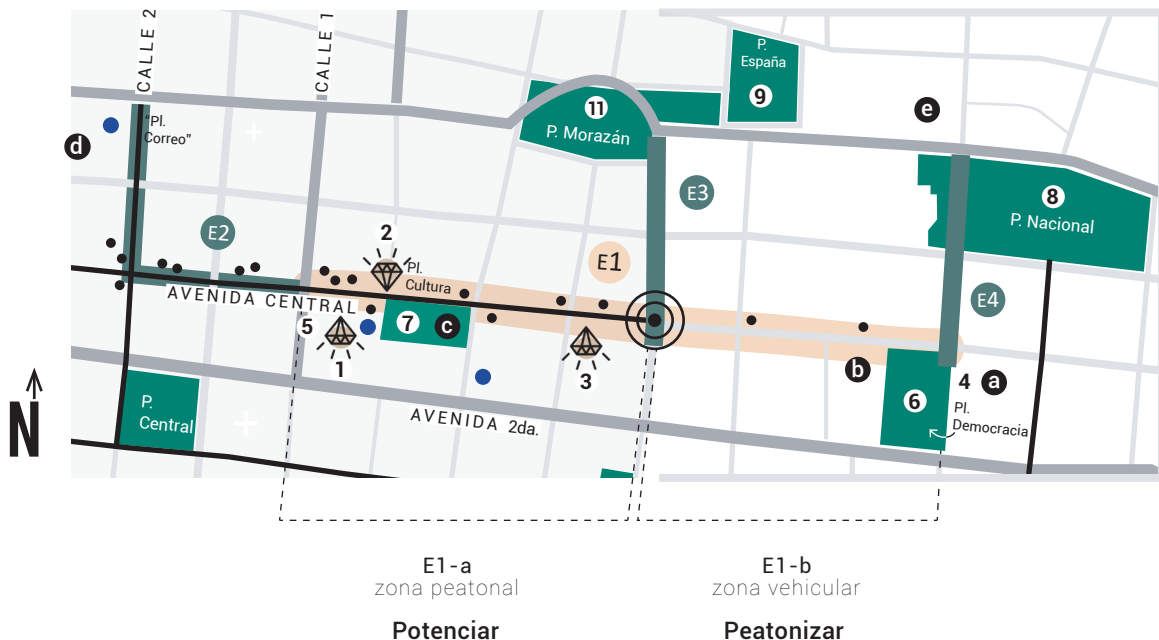 CALLE 2
CALLE 1
P.
España
9
11
P. Morazán
e
"Pl.
Correo"
d
E3
8
P. Nacional
E2
2
E1
Pl.
Cultura
AVENIDA CENTRAL
E4
5
7
c
1
3
b
4
a
6
Pl.
Democracia
P.
Central
AVENIDA 2da.
N
E1-a
zona peatonal
Potenciar
E1-b
zona vehicular
Peatonizar